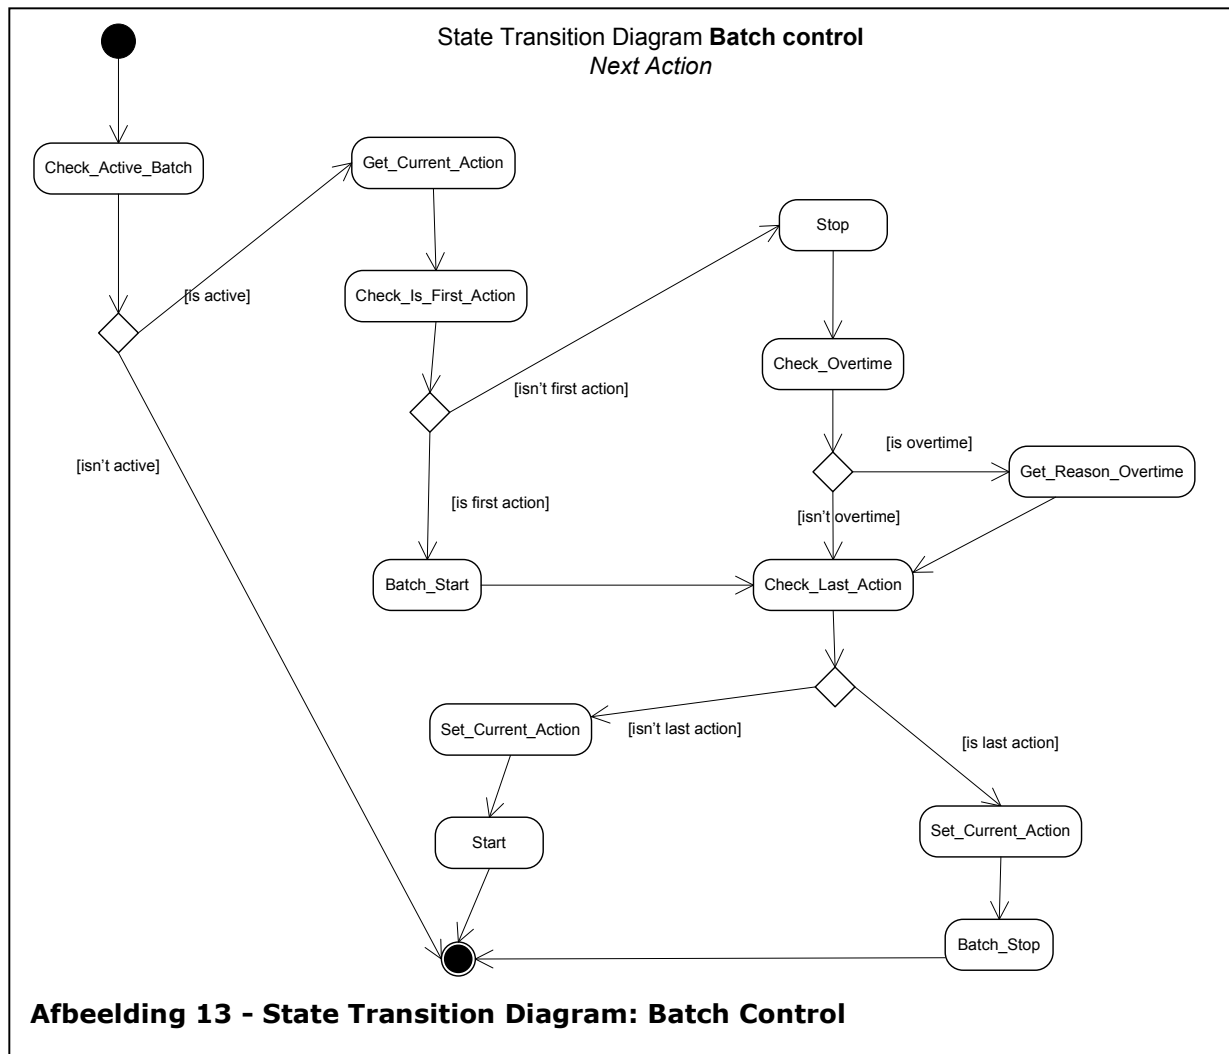 State Transition Diagram Batch control
Next Action
Check_Active_Batch
Get_Current_Action
Stop
[is active]
Check_Is_First_Action
Check_Overtime
[isn't first action]
[is overtime]
[isn't active]
Get_Reason_Overtime
[is first action]
[isn't overtime]
Batch_Start
Check_Last_Action
Set_Current_Action
[isn't last action]
[is last action]
Start
Set_Current_Action
Batch_Stop
Afbeelding 13 - State Transition Diagram: Batch Control